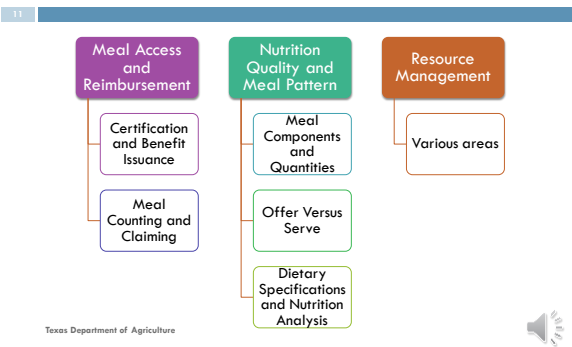 11
Meal Access
and
Reimbursement
Certification
and Benefit
Issuance
Meal
Counting and
Claiming
Nutrition
Quality and
Meal Pattern
Meal
Components
and
Quantities
Offer Versus
Serve
Dietary
Specifications
and Nutrition
Analysis
Resource
Management
Various areas
Texas Department of Agriculture